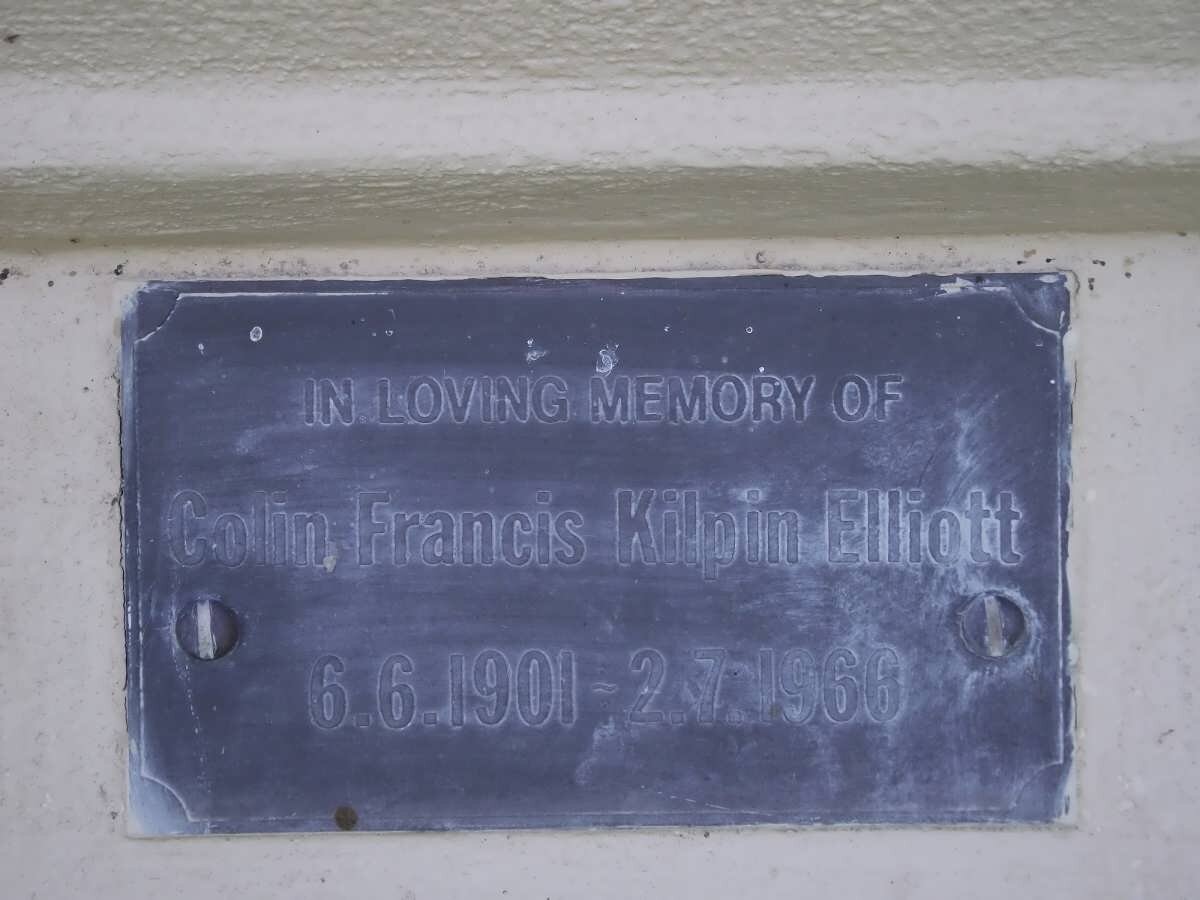 IN LOVING MEMORY OF
Colin Francis Kilpin Elliott
6.6.1901 ~ 2.7.1966